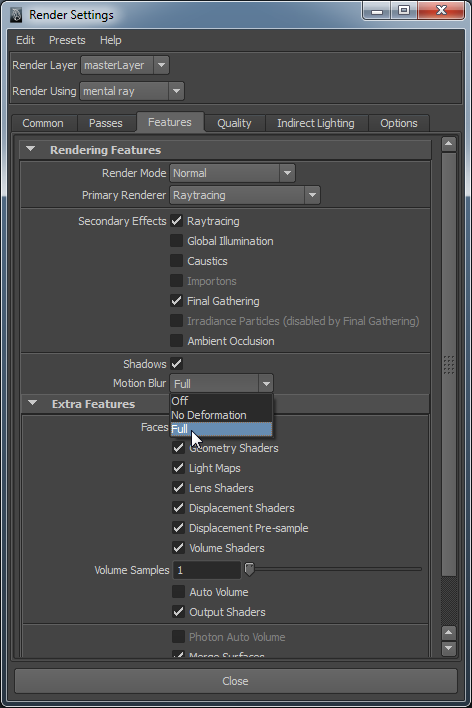 Render Settings
Edit Presets Help
Render Layer masterLayer
Render Using mental ray
Common Passes Features Quality Indirect Lighting Options
Rendering Features
Render Mode Normal
Primary Renderer Raytracing
Secondary Effects Raytracing
Global Illumination
Caustics
Importons
Final Gathering
Irradiance Particles (disabled by Final Gathering)
Ambient Occlusion
Shadows
Motion Blur Full
Off
Extra Features No Deformation
Faces Full
Geometry Shaders
Light Maps
Lens Shaders
Displacement Shaders
Displacement Pre-sample
Volume Shaders
Volume Samples 1
Auto Volume
Output Shaders
Photon Auto Volume
Merge Surfaces
Close